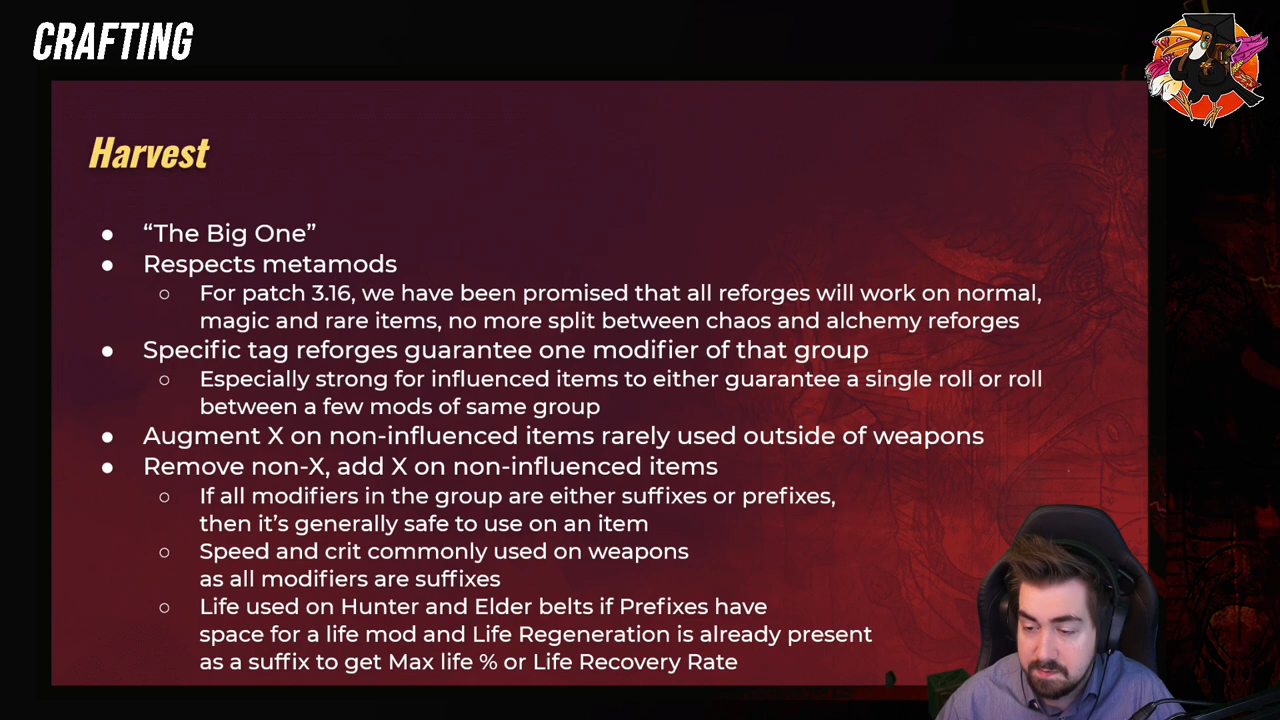 CRAFTING
Harvest
● “The Big One”
● Respects metamods
○ For patch 3.16, we have been promised that all reforges will work on normal,
magic and rare items, no more split between chaos and alchemy reforges
● Specific tag reforges guarantee one modifier of that group
○ Especially strong for influenced items to either guarantee a single roll or roll
between a few mods of same group
● Augment X on non-influenced items rarely used outside of weapons
● Remove non-X, add X on non-influenced items
○ If all modifiers in the group are either suffixes or prefixes,
then it’s generally safe to use on an item
○ Speed and crit commonly used on weapons
as all modifiers are suffixes
○ Life used on Hunter and Elder belts if Prefixes have
space for a life mod and Life Regeneration is already present
as a suffix to get Max life % or Life Recovery Rate